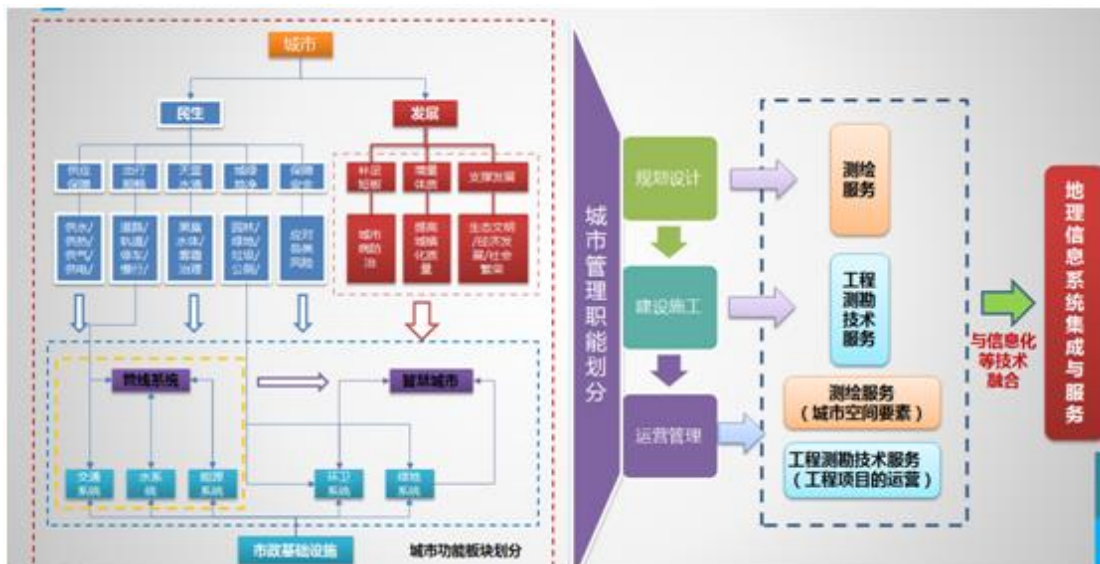 城市
民生
发展
供应
保障
出行
天蓝
水清
城绿
地净
保障
安全
补足
短板
增量
体质
支撑发展
供水/
供热/
供气/
供电/
道路/
轨道/
停车/
慢行/
黑臭
水体/
雾霾
治理
园林/
绿地/
垃圾/
公厕/
应对
各类
风险
城市
病防
治
提高
城镇
化质
量
生态文明
/经济发
展/社会
繁荣
管线系统
智慧城市
交通
系统
水系
统
能源
系统
环卫
系统
绿地
系统
市政基础设施
城市功能板块划分
城市管理职能划分
规划设计
建设施工
运营管理
测绘
服务
工程
测勘
技术
服务
测绘服务
（城市空间要素）
工程测勘技术服务
（工程项目的运营）
与信息化
等技术
融合
地理信息系统集成与服务